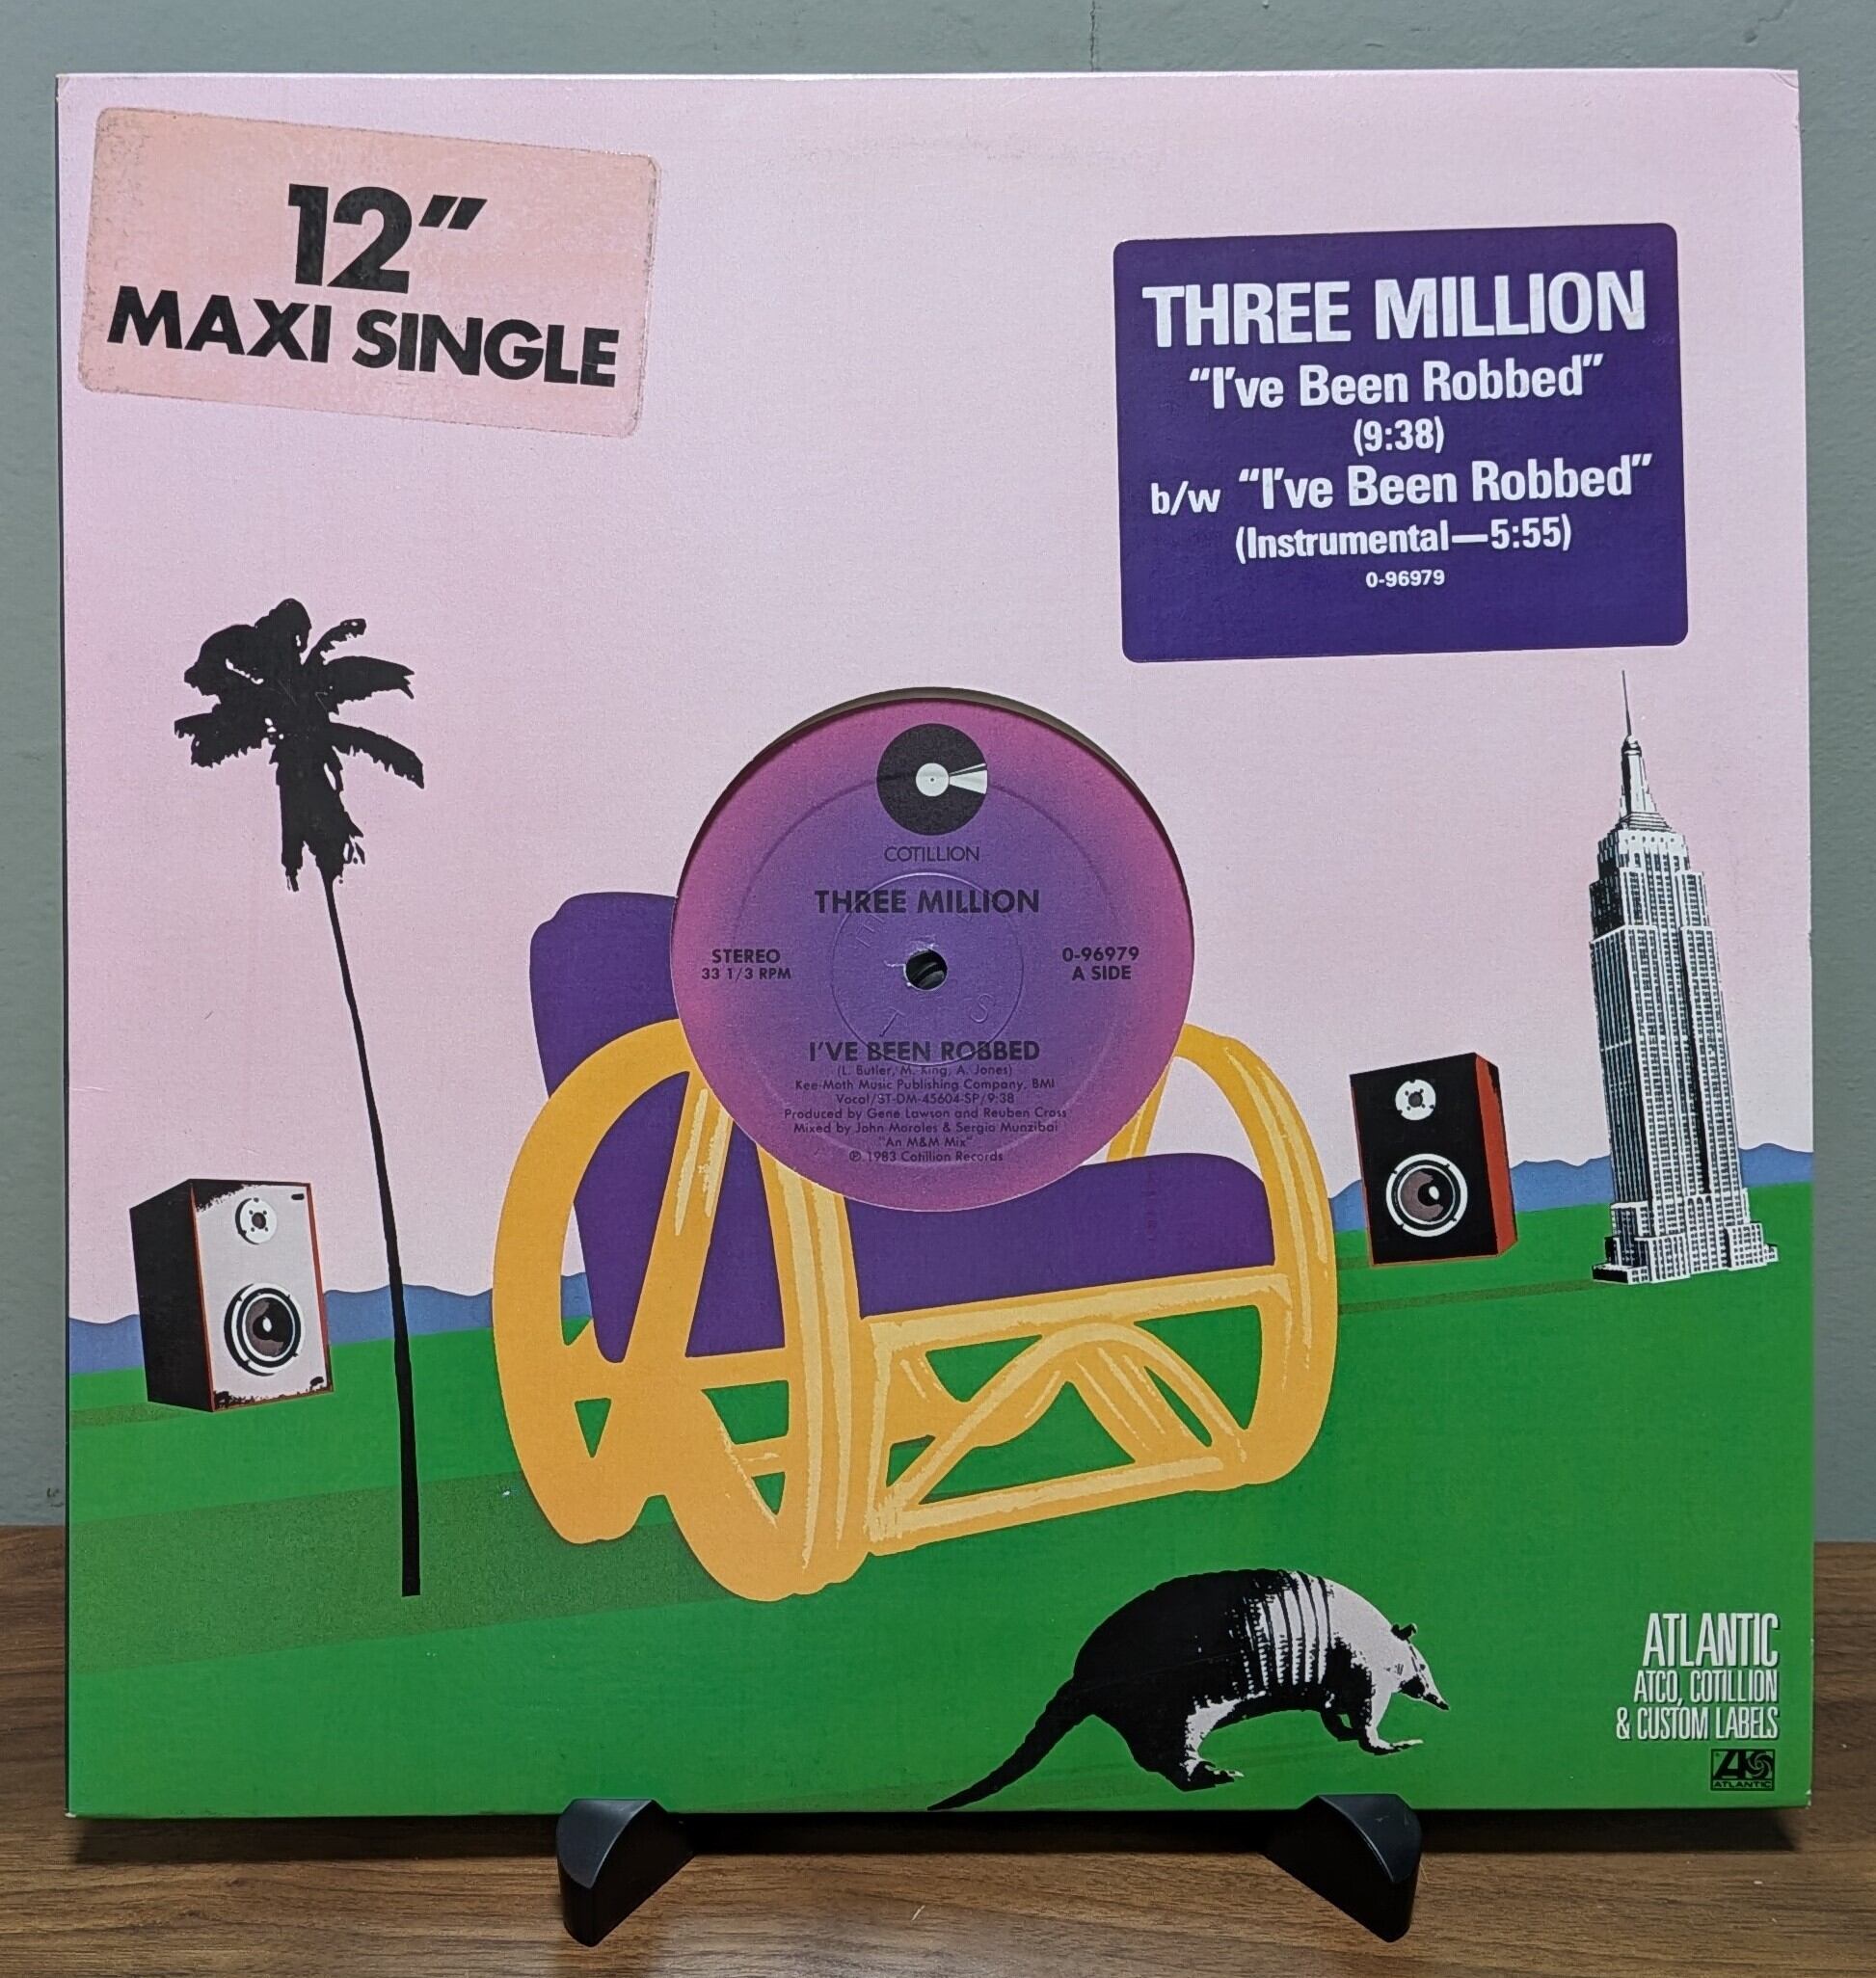 12”
MAXI SINGLE
THREE MILLION
“I’ve Been Robbed”
(9:38)
b/w “I’ve Been Robbed”
(Instrumental—5:55)
0-96979
COTILLION
THREE MILLION
STEREO
33 1/3 RPM
0-96979
A SIDE
I'VE BEEN ROBBED
(L. Butler, M. King, A. Jones)
Kee-Moth Music Publishing Company, BMI
Vocal/ST-DM-45604-SP/9:38
Produced by Gene Lawson and Reuben Cross
Mixed by John Morales & Sergio Munzibai
"An M&M Mix"
℗ 1983 Cotillion Records
ATLANTIC
ATCO, COTILLION
& CUSTOM LABELS
ATLANTIC